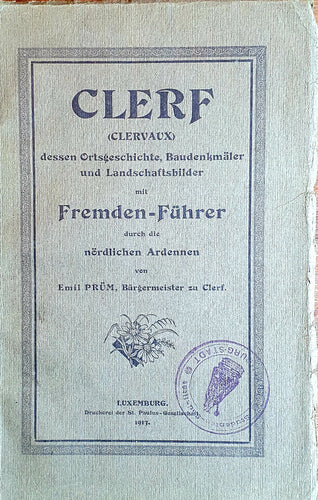 CLERF
(CLERVAUX)
dessen Ortsgeschichte, Baudenkmäler
und Landschaftsbilder
mit
Fremden-Führer
durch die
nördlichen Ardennen
von
Emil PRÜM, Bürgermeister zu Clerf.
LUXEMBURG.
Druckerei der St. Paulus-Gesellschaft
1917.